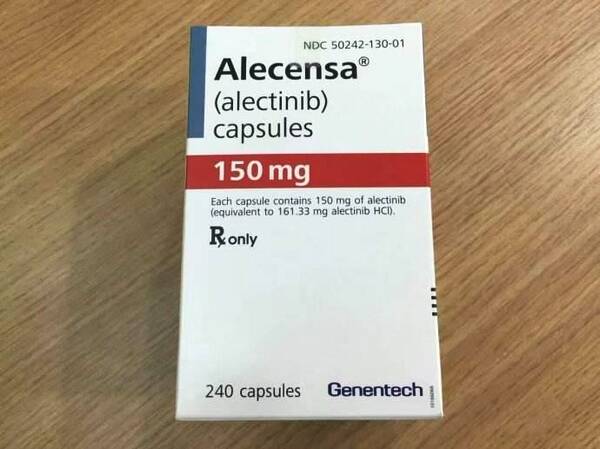 NDC 50242-130-01
Alecensa®
(alectinib)
capsules
150 mg
Each capsule contains 150 mg of alectinib
(equivalent to 161.33 mg alectinib HCl).
Rx only
240 capsules
Genentech